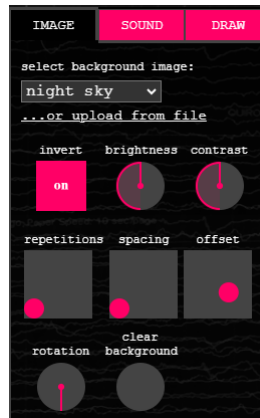 IMAGE SOUND DRAW
select background image:
night sky
...or upload from file
invert brightness contrast
on
repetitions spacing offset
clear
rotation background